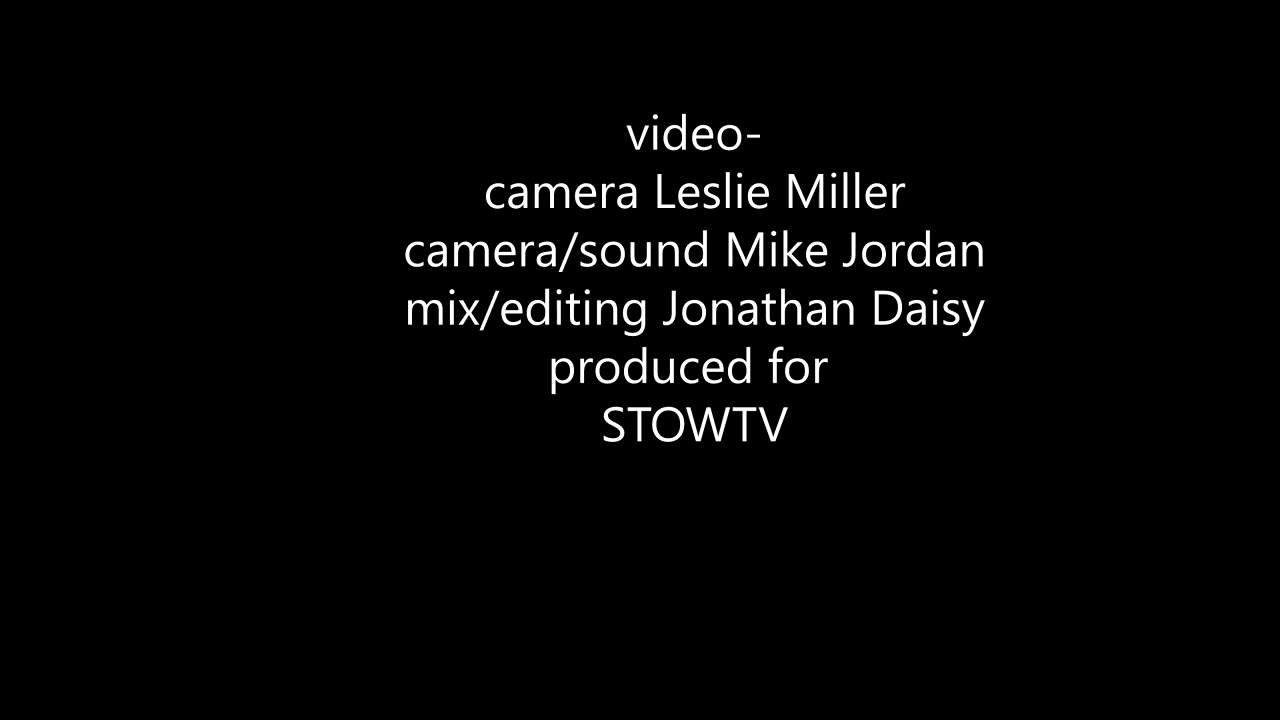 video-
camera Leslie Miller
camera/sound Mike Jordan
mix/editing Jonathan Daisy
produced for
STOWTV